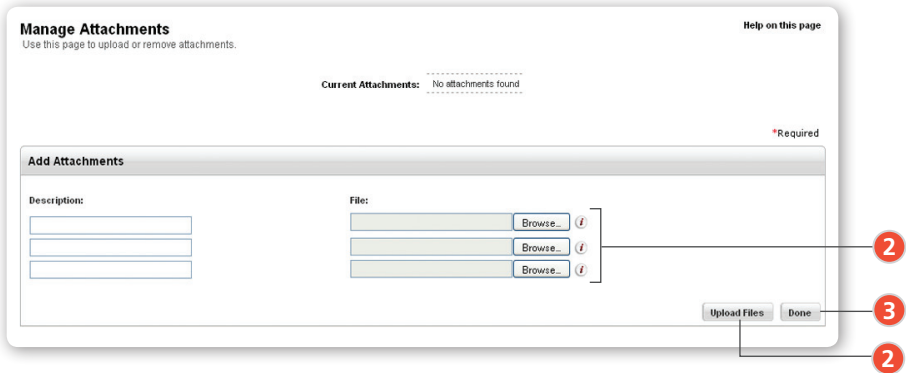 Manage Attachments
Help on this page
Use this page to upload or remove attachments.
Current Attachments: No attachments found
*Required
Add Attachments
Description: File:
Browse... i
Browse... i
2
Browse... i
Upload Files Done 3
2